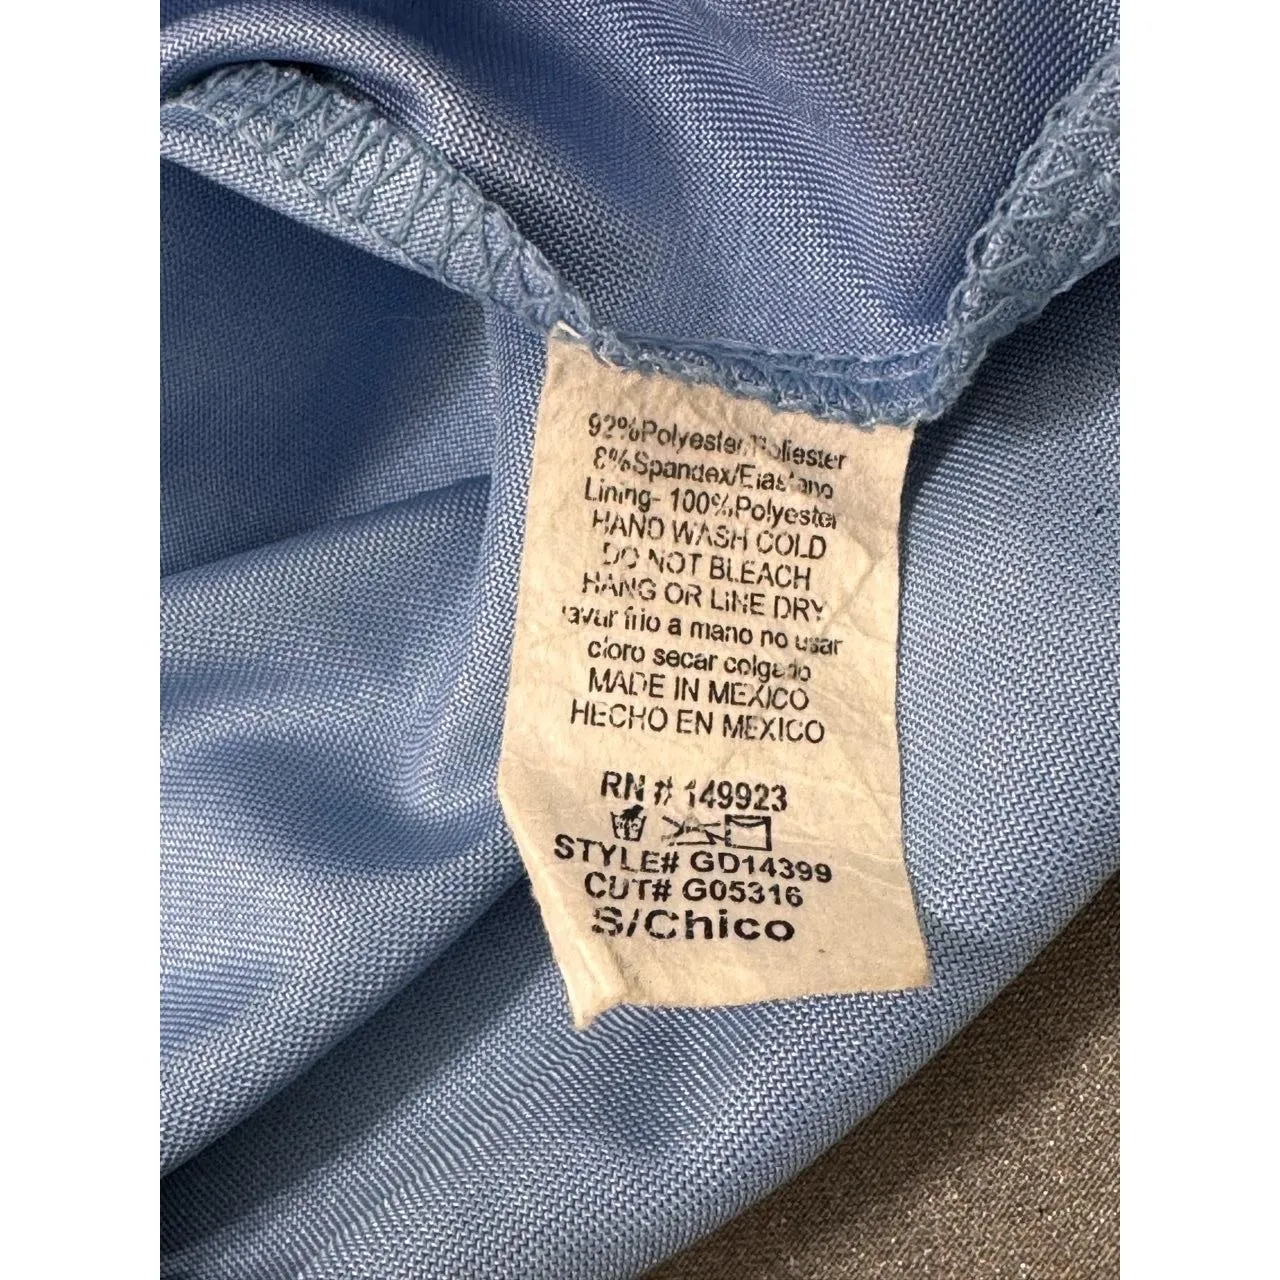 92%Polyester/Poliester
8%Spandex/Elastano
Lining- 100%Polyester
HAND WASH COLD
DO NOT BLEACH
HANG OR LINE DRY
lavar frio a mano no usar
cloro secar colgado
MADE IN MEXICO
HECHO EN MEXICO
RN # 149923
STYLE# GD14399
CUT# G05316
S/Chico